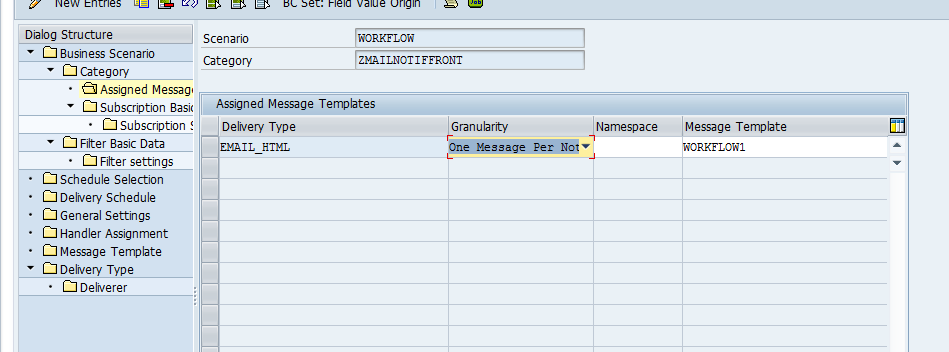 New Entries
BC Set: Field Value Origin
Dialog Structure
Business Scenario
Category
Assigned Messag
Subscription Basi
Subscription S
Filter Basic Data
Filter settings
Schedule Selection
Delivery Schedule
General Settings
Handler Assignment
Message Template
Delivery Type
Deliverer
Scenario WORKFLOW
Category ZMAILNOTIFFRONT
Assigned Message Templates
Delivery Type Granularity Namespace Message Template
EMAIL_HTML One Message Per Not WORKFLOW1